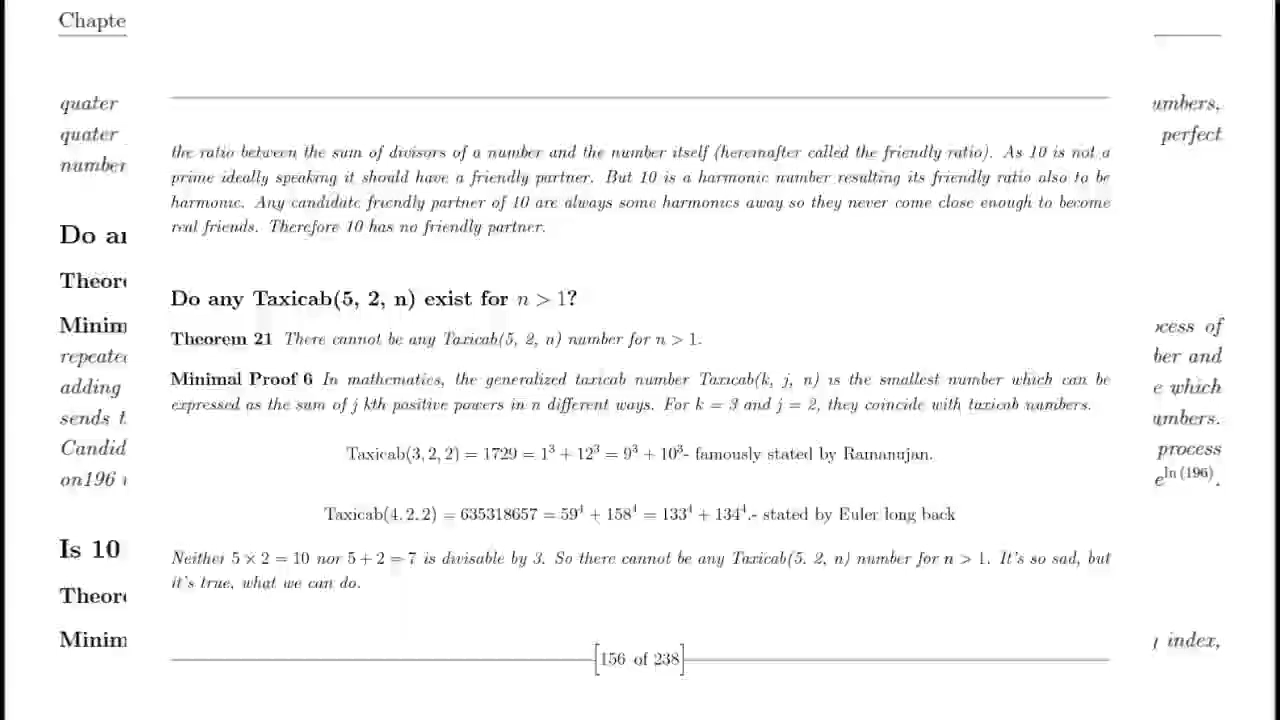 Chapte
quater
umbers,
quater
perfect
number
the ratio between the sum of divisors of a number and the number itself (hereinafter called the friendly ratio). As 10 is not a
prime ideally speaking it should have a friendly partner. But 10 is a harmonic number resulting its friendly ratio also to be
harmonic. Any candidate friendly partner of 10 are always some harmonics away so they never come close enough to become
real friends. Therefore 10 has no friendly partner.
Do any Taxicab(5, 2, n) exist for n > 1?
Theorem 21 There cannot be any Taxicab(5, 2, n) number for n > 1.
Minimal Proof 6 In mathematics, the generalized taxicab number Taxicab(k, j, n) is the smallest number which can be
expressed as the sum of j kth positive powers in n different ways. For k = 3 and j = 2, they coincide with taxicab numbers.
Taxicab(3, 2, 2) = 1729 = 1³ + 12³ = 9³ + 10³- famously stated by Ramanujan.
Taxicab(4, 2, 2) = 635318657 = 59⁴ + 158⁴ = 133⁴ + 134⁴.- stated by Euler long back
Neither 5 × 2 = 10 nor 5 + 2 = 7 is divisable by 3. So there cannot be any Taxicab(5, 2, n) number for n > 1. It's so sad, but
it's true, what we can do.
[156 of 238]
Do a
Theor
Minim
cess of
repeate
ber and
adding
e which
sends t
umbers.
Candid
process
on196
e^ln (196).
Is 10
Theor
Minim
index,